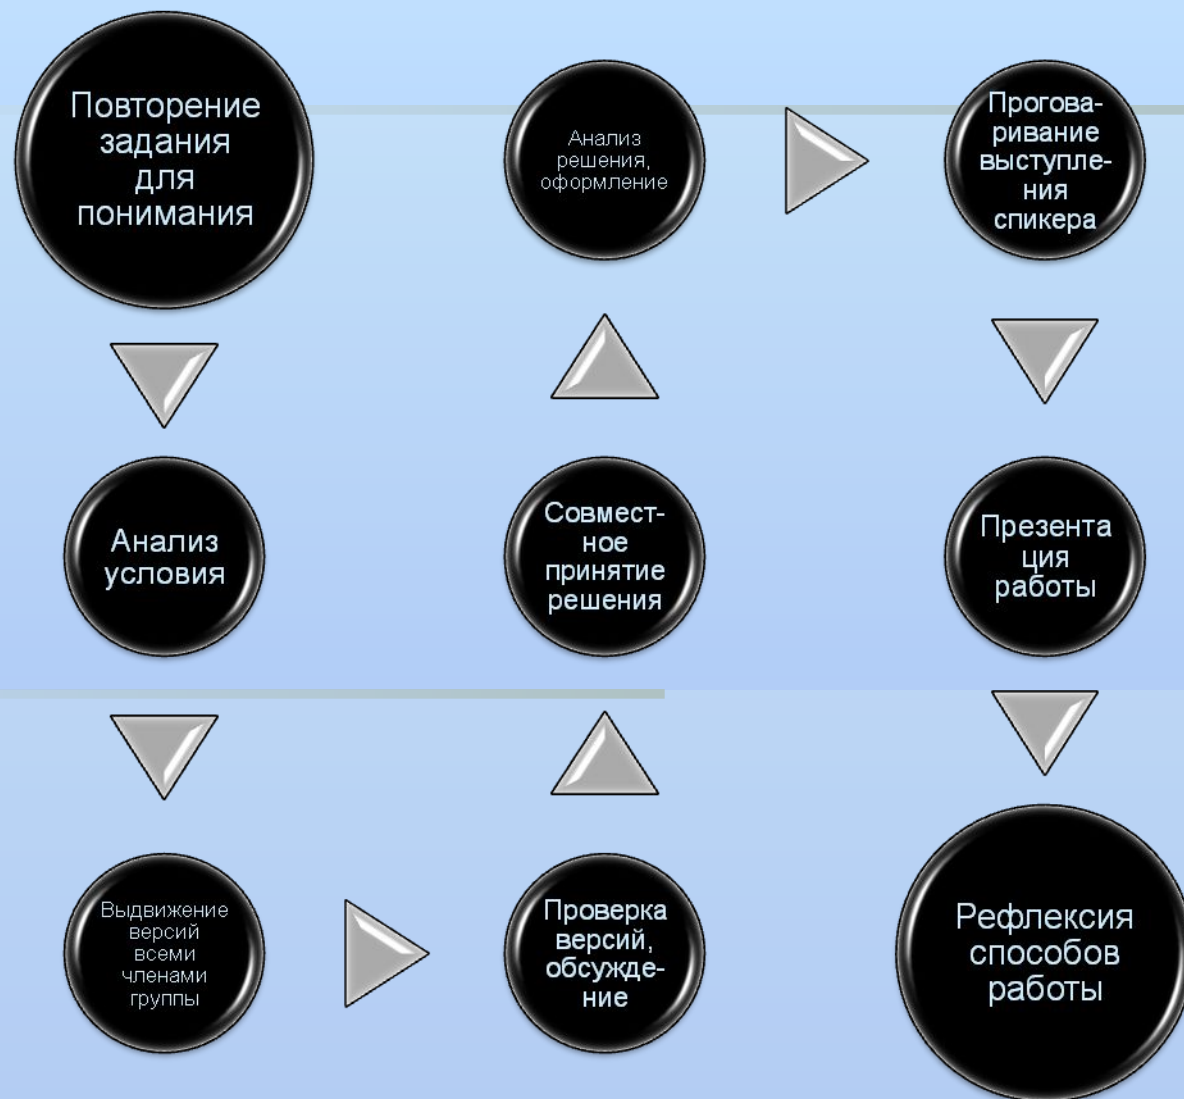 Повторение
задания
для
понимания
Анализ
условия
Выдвижение
версий
всеми
членами
группы
Проверка
версий,
обсужде-
ние
Совмест-
ное
принятие
решения
Анализ
решения,
оформление
Прогова-
ривание
выступле-
ния
спикера
Презента
ция
работы
Рефлексия
способов
работы